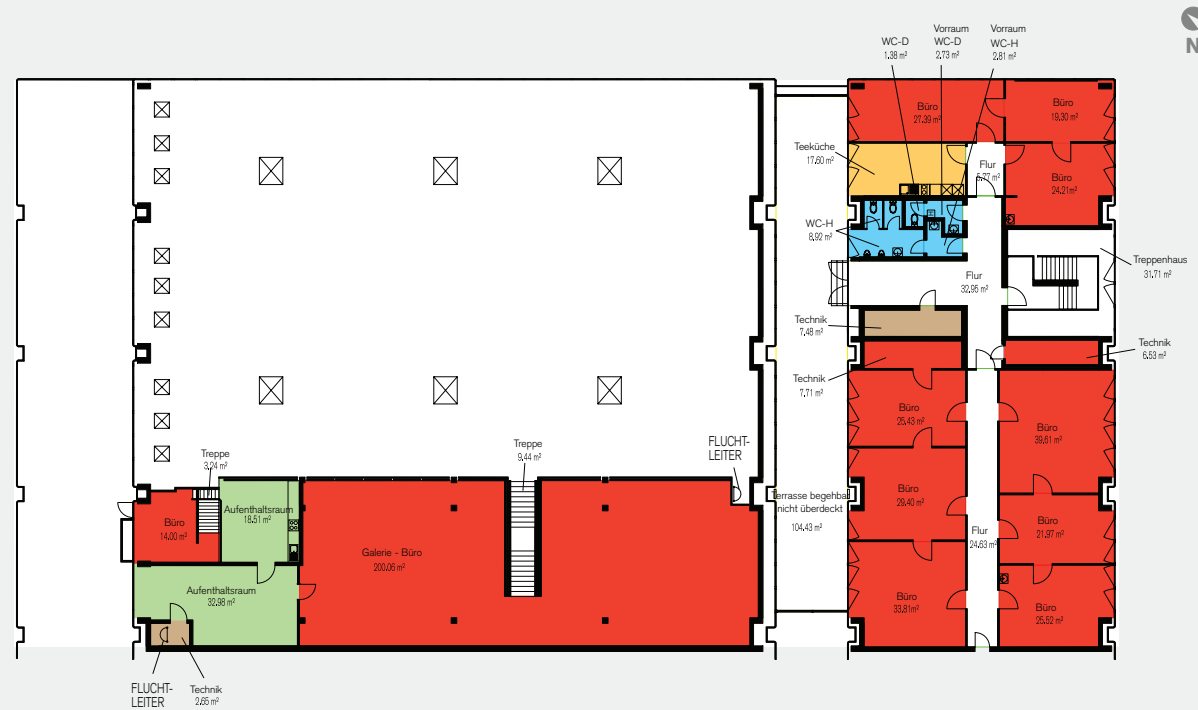 N
WC-D
1.38 m²
Vorraum
WC-D
2.73 m²
Vorraum
WC-H
2.81 m²
Büro
27.39 m²
Büro
19.30 m²
Teeküche
17.60 m²
Flur
5.77 m²
Büro
24.21 m²
WC-H
8.92 m²
Treppenhaus
31.71 m²
Flur
32.95 m²
Technik
7.48 m²
Technik
6.53 m²
Technik
7.71 m²
Büro
25.43 m²
Büro
39,61 m²
Treppe
3.24 m²
Treppe
9.44 m²
FLUCHT-
LEITER
Terrasse begehbar
nicht überdeckt
104.43 m²
Büro
29.40 m²
Büro
14.00 m²
Aufenthaltsraum
18.51 m²
Galerie - Büro
200.06 m²
Flur
24.63 m²
Büro
21,97 m²
Aufenthaltsraum
32.98 m²
Büro
33,81 m²
Büro
25.52 m²
FLUCHT-
LEITER
Technik
2.65 m²